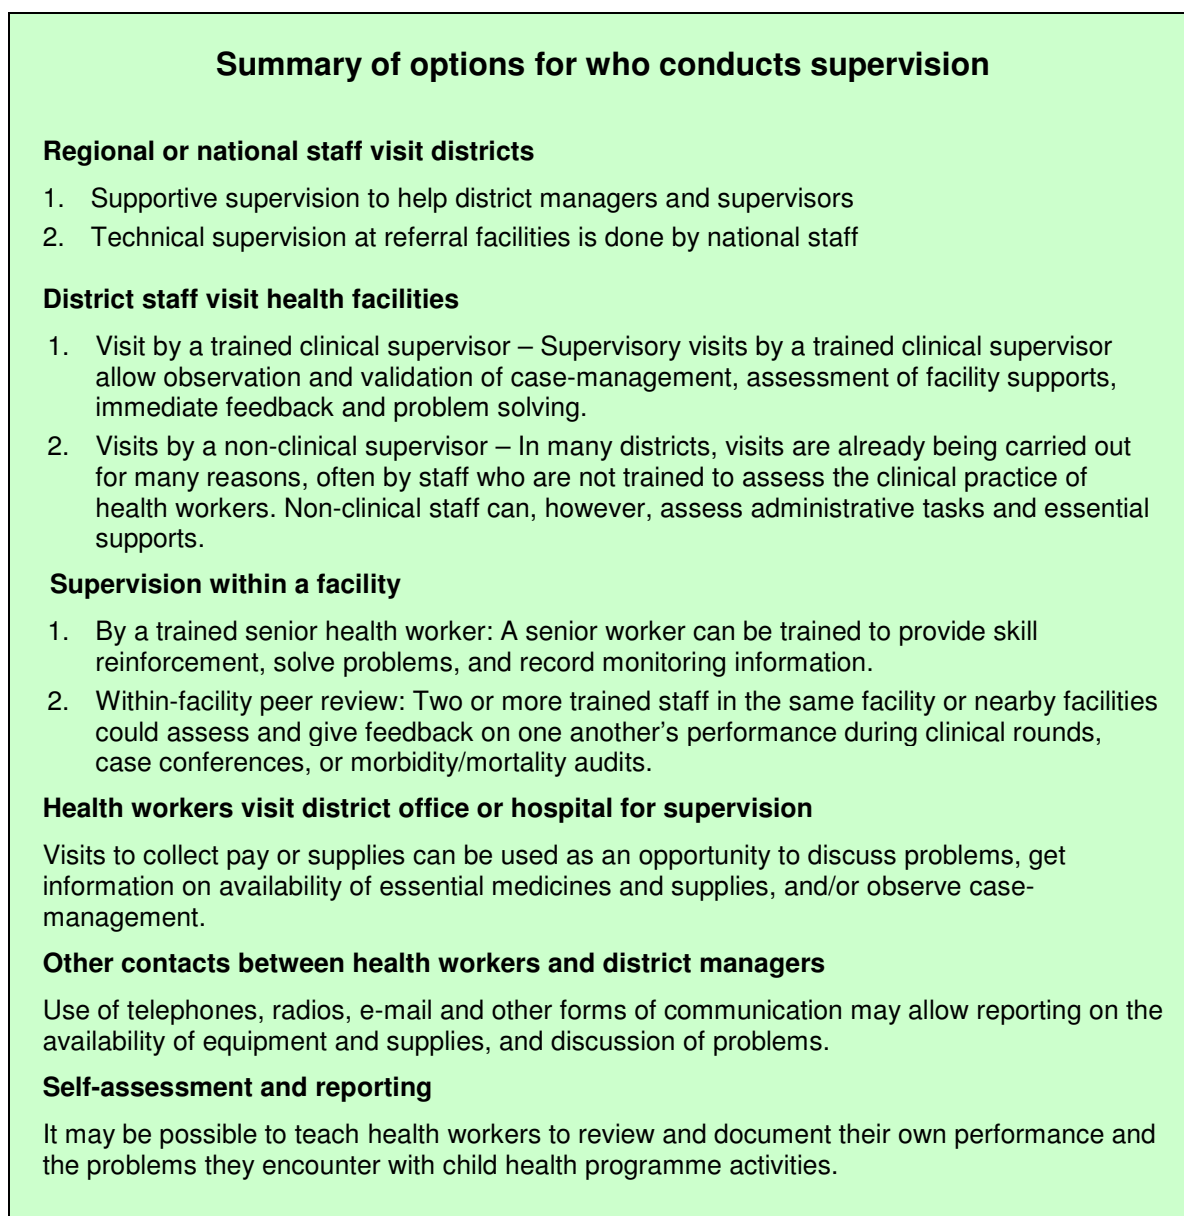 Summary of options for who conducts supervision
Regional or national staff visit districts
1. Supportive supervision to help district managers and supervisors
2. Technical supervision at referral facilities is done by national staff
District staff visit health facilities
1. Visit by a trained clinical supervisor – Supervisory visits by a trained clinical supervisor
allow observation and validation of case-management, assessment of facility supports,
immediate feedback and problem solving.
2. Visits by a non-clinical supervisor – In many districts, visits are already being carried out
for many reasons, often by staff who are not trained to assess the clinical practice of
health workers. Non-clinical staff can, however, assess administrative tasks and essential
supports.
Supervision within a facility
1. By a trained senior health worker: A senior worker can be trained to provide skill
reinforcement, solve problems, and record monitoring information.
2. Within-facility peer review: Two or more trained staff in the same facility or nearby facilities
could assess and give feedback on one another’s performance during clinical rounds,
case conferences, or morbidity/mortality audits.
Health workers visit district office or hospital for supervision
Visits to collect pay or supplies can be used as an opportunity to discuss problems, get
information on availability of essential medicines and supplies, and/or observe case-
management.
Other contacts between health workers and district managers
Use of telephones, radios, e-mail and other forms of communication may allow reporting on the
availability of equipment and supplies, and discussion of problems.
Self-assessment and reporting
It may be possible to teach health workers to review and document their own performance and
the problems they encounter with child health programme activities.